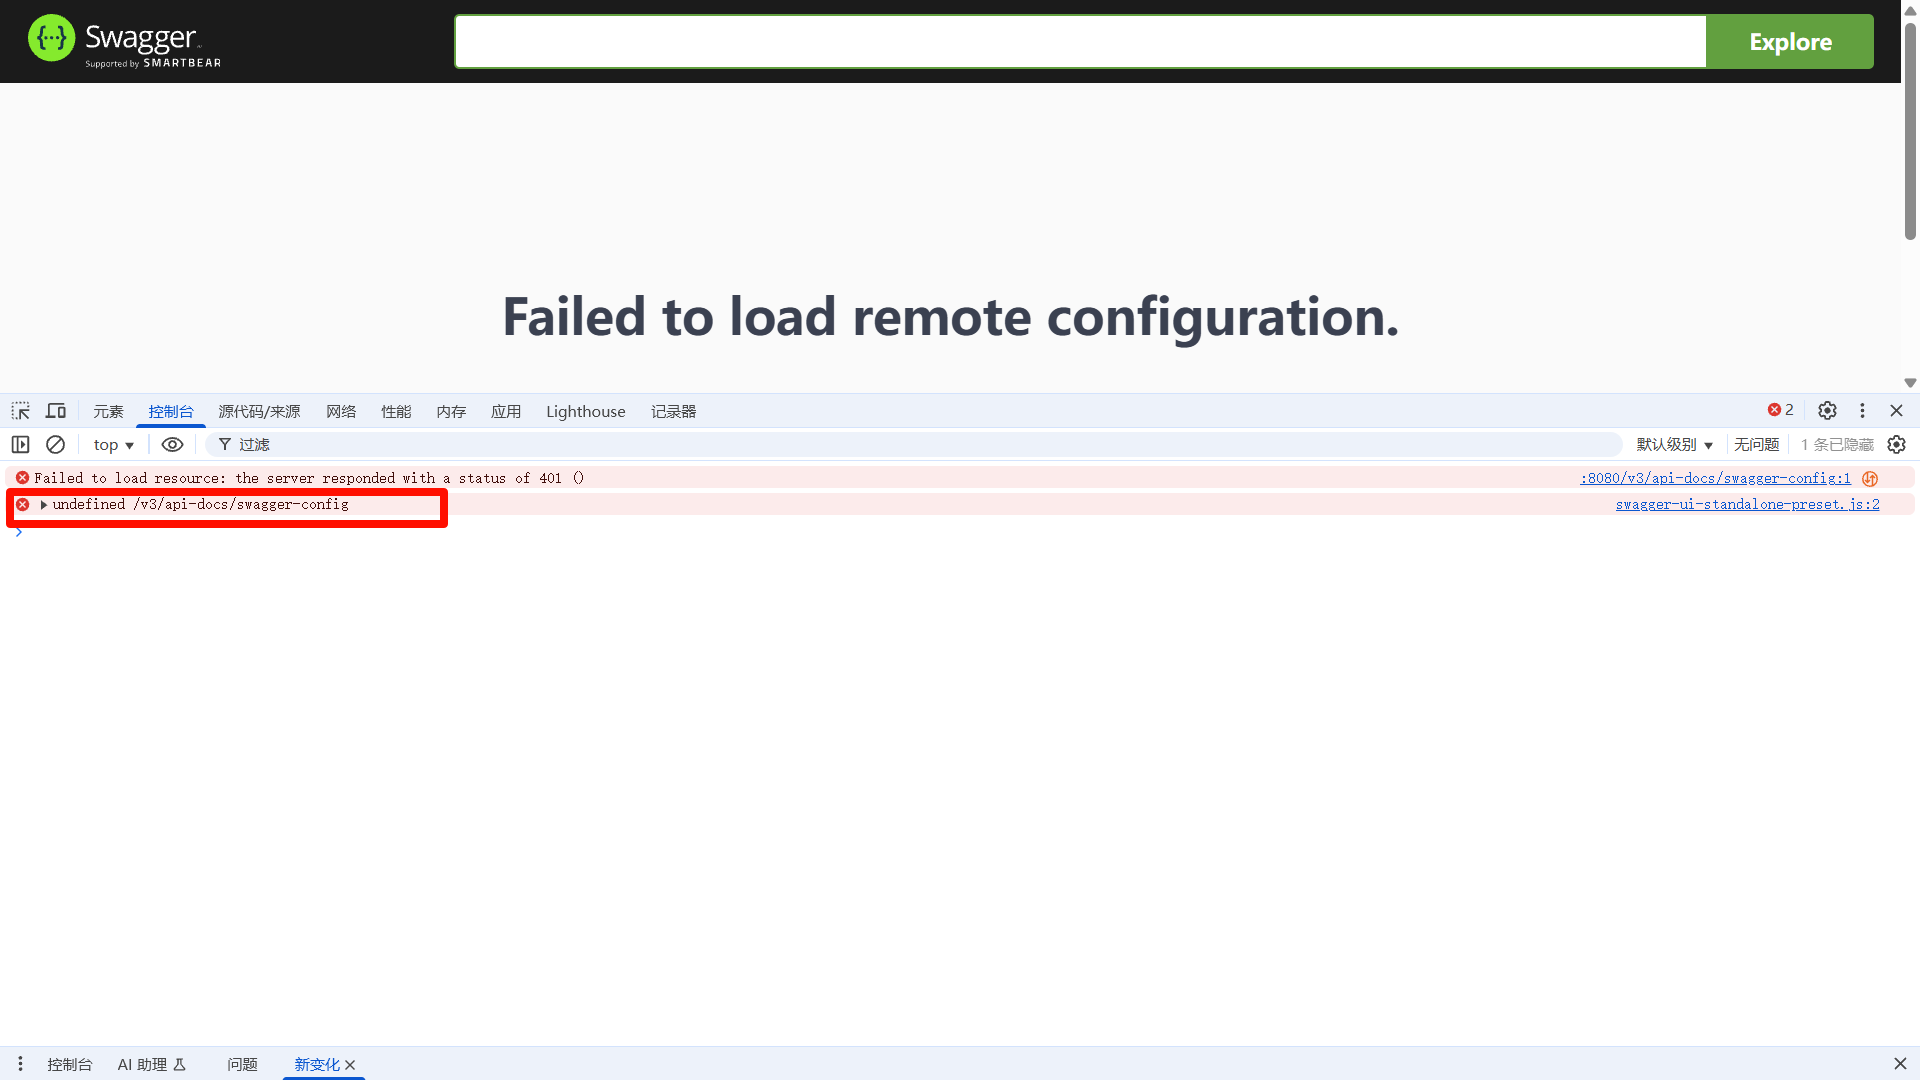 Swagger
Supported by SMARTBEAR
Explore
Failed to load remote configuration.
元素 控制台 源代码/来源 网络 性能 内存 应用 Lighthouse 记录器 2
top 过滤 默认级别 无问题 1 条已隐藏
Failed to load resource: the server responded with a status of 401 () :8080/v3/api-docs/swagger-config:1
undefined /v3/api-docs/swagger-config swagger-ui-standalone-preset.js:2
控制台 AI 助理 问题 新变化